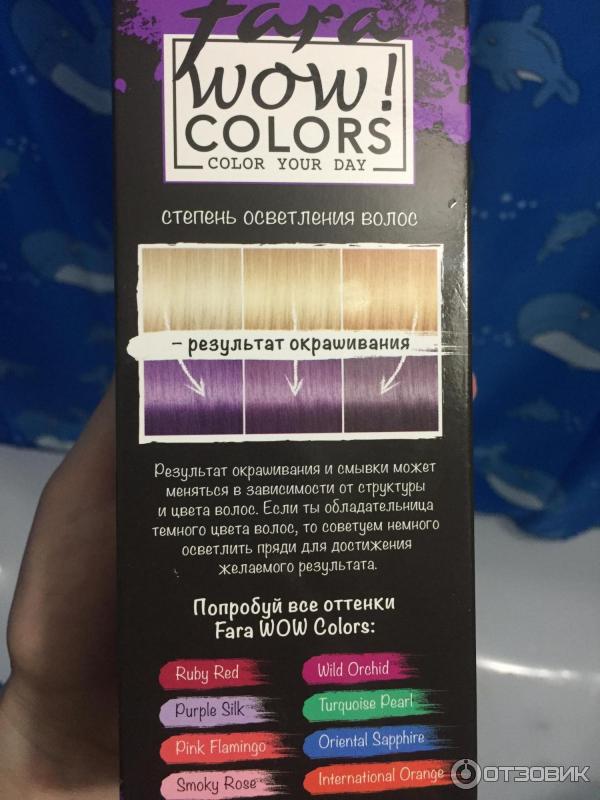 fara
WOW!
COLORS
COLOR YOUR DAY
СТЕПЕНЬ ОСВЕТЛЕНИЯ ВОЛОС
– результат окрашивания
Результат окрашивания и смывки может
меняться в зависимости от структуры
и цвета волос. Если ты обладательница
темного цвета волос, то советуем немного
осветлить пряди для достижения
желаемого результата.
Попробуй все оттенки
Fara WOW Colors:
Ruby Red
Wild Orchid
Purple Silk
Turquoise Pearl
Pink Flamingo
Oriental Sapphire
Smoky Rose
International Orange
ОТЗОВИК